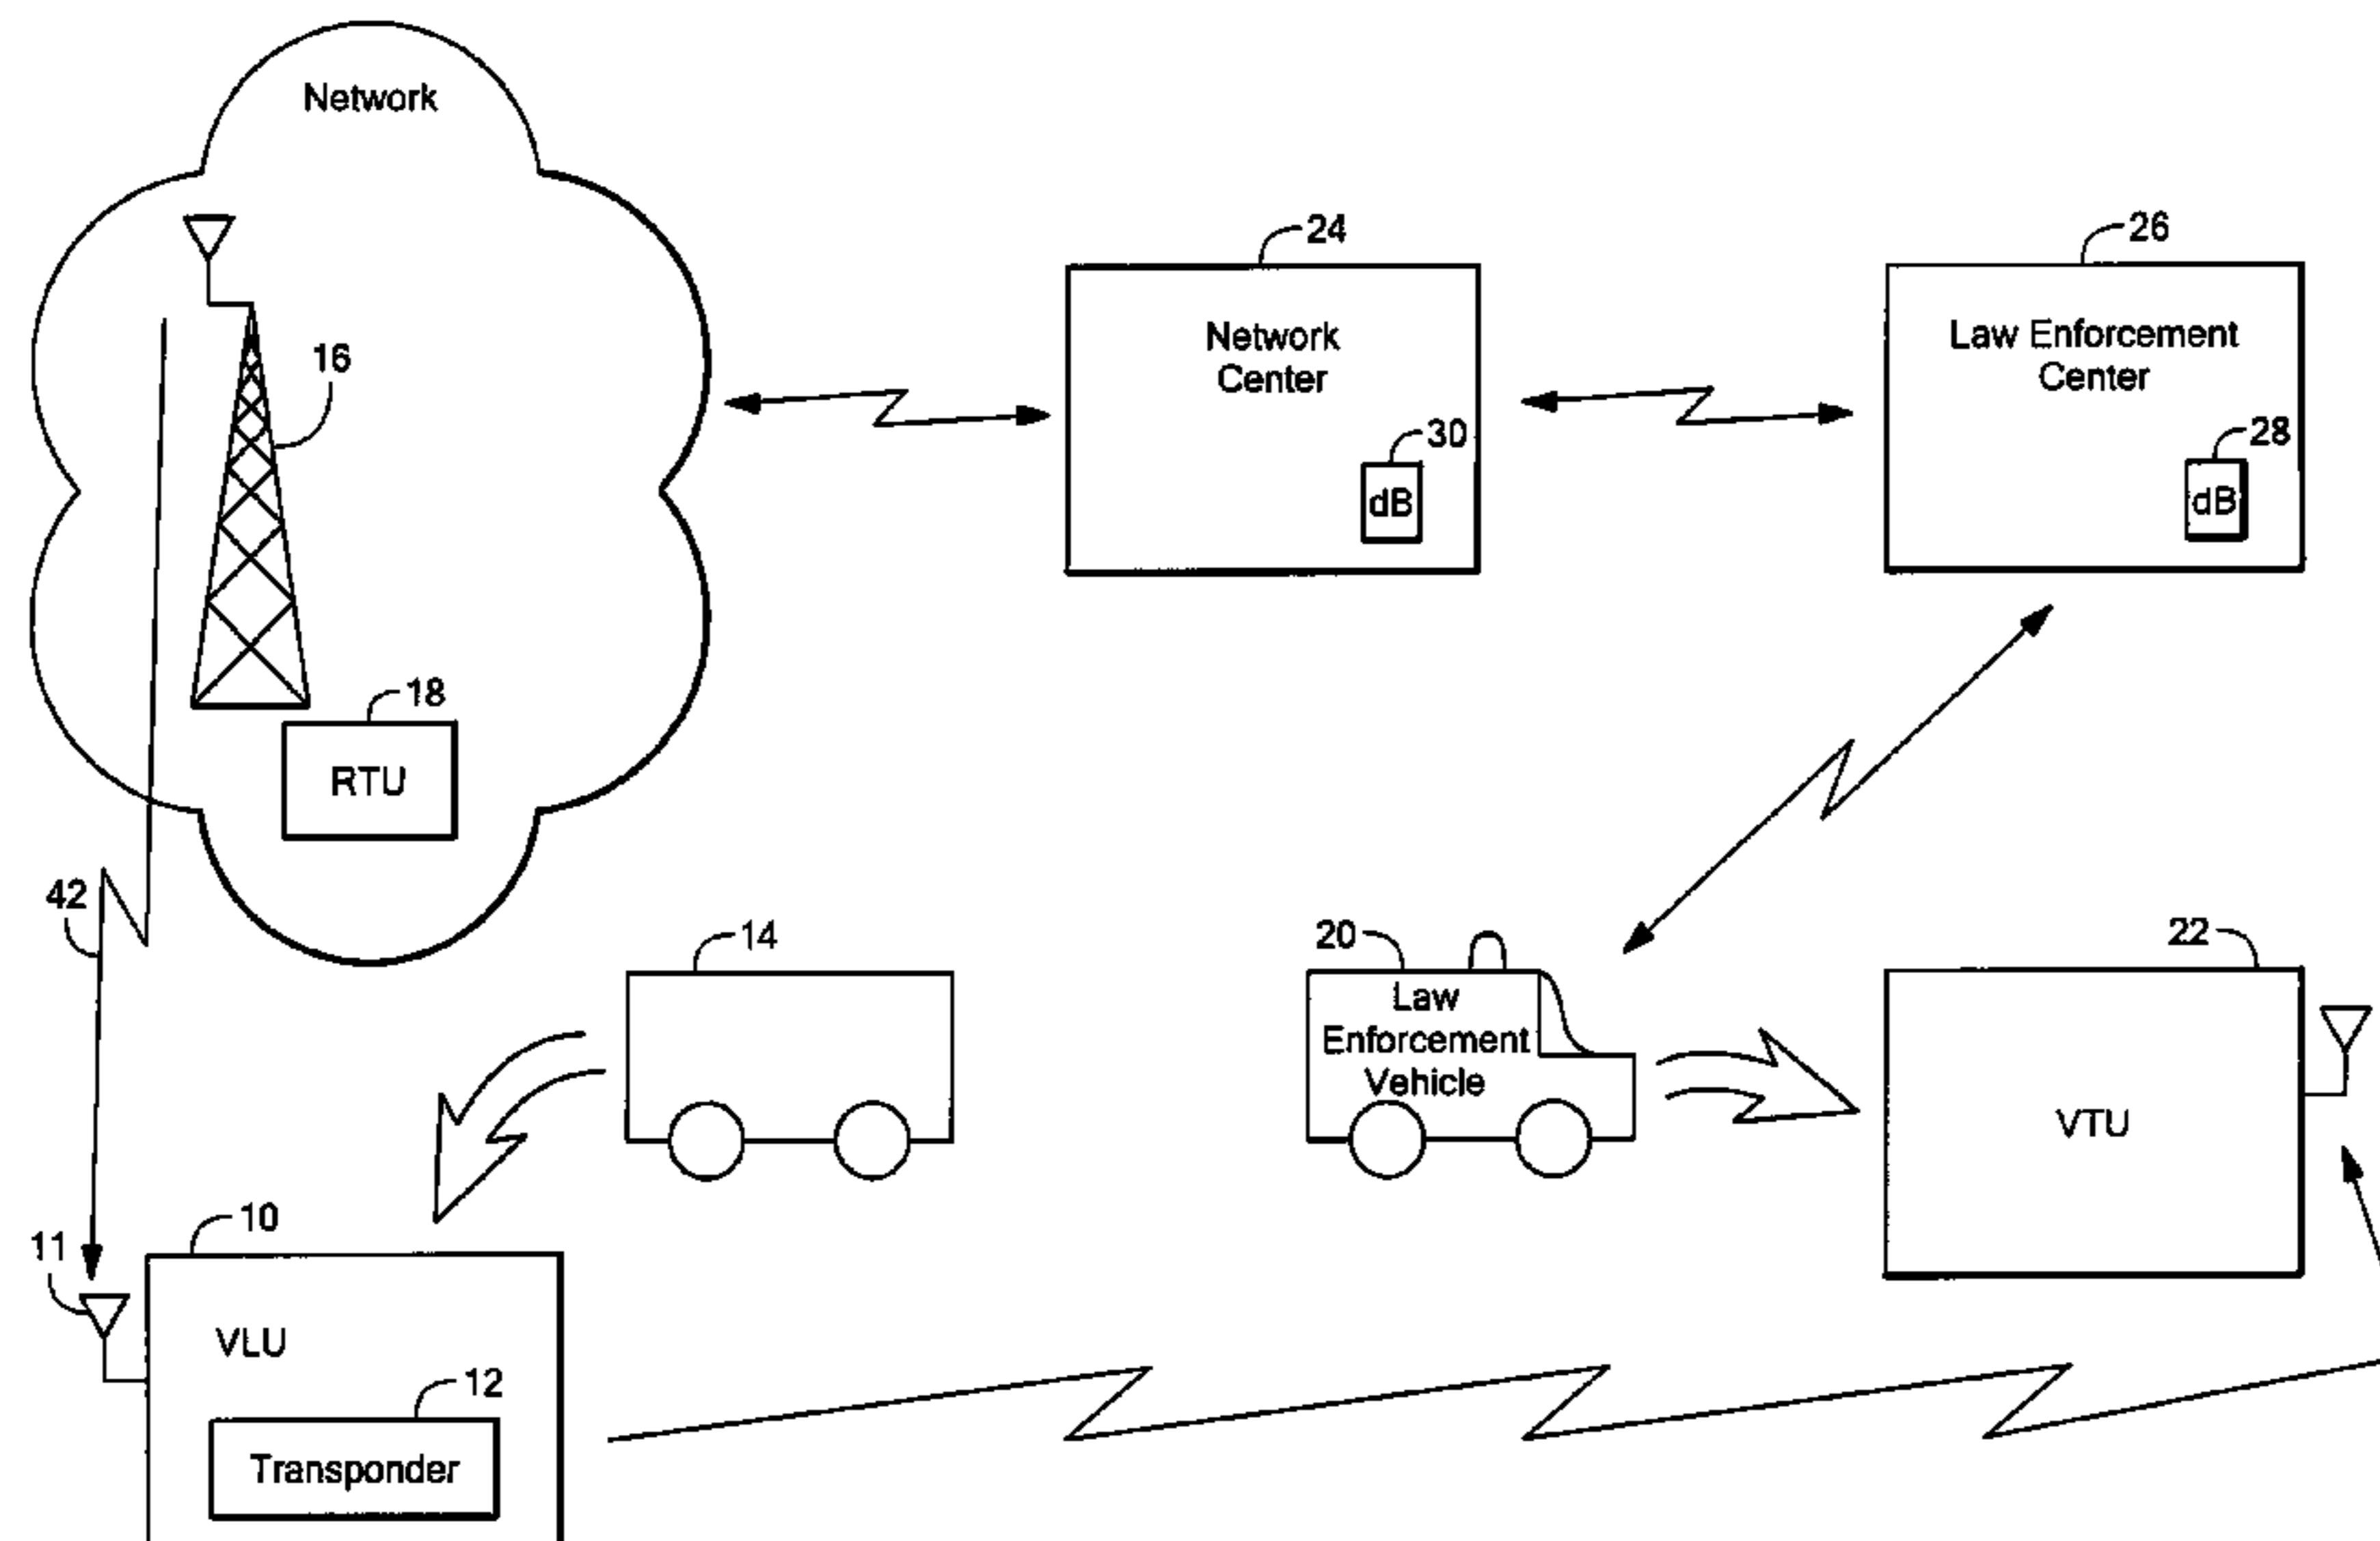 Network
24
26
Network
Center
Law Enforcement
Center
16
30
dB
28
dB
18
RTU
42
14
20
Law
Enforcement
Vehicle
22
VTU
10
11
VLU
12
Transponder